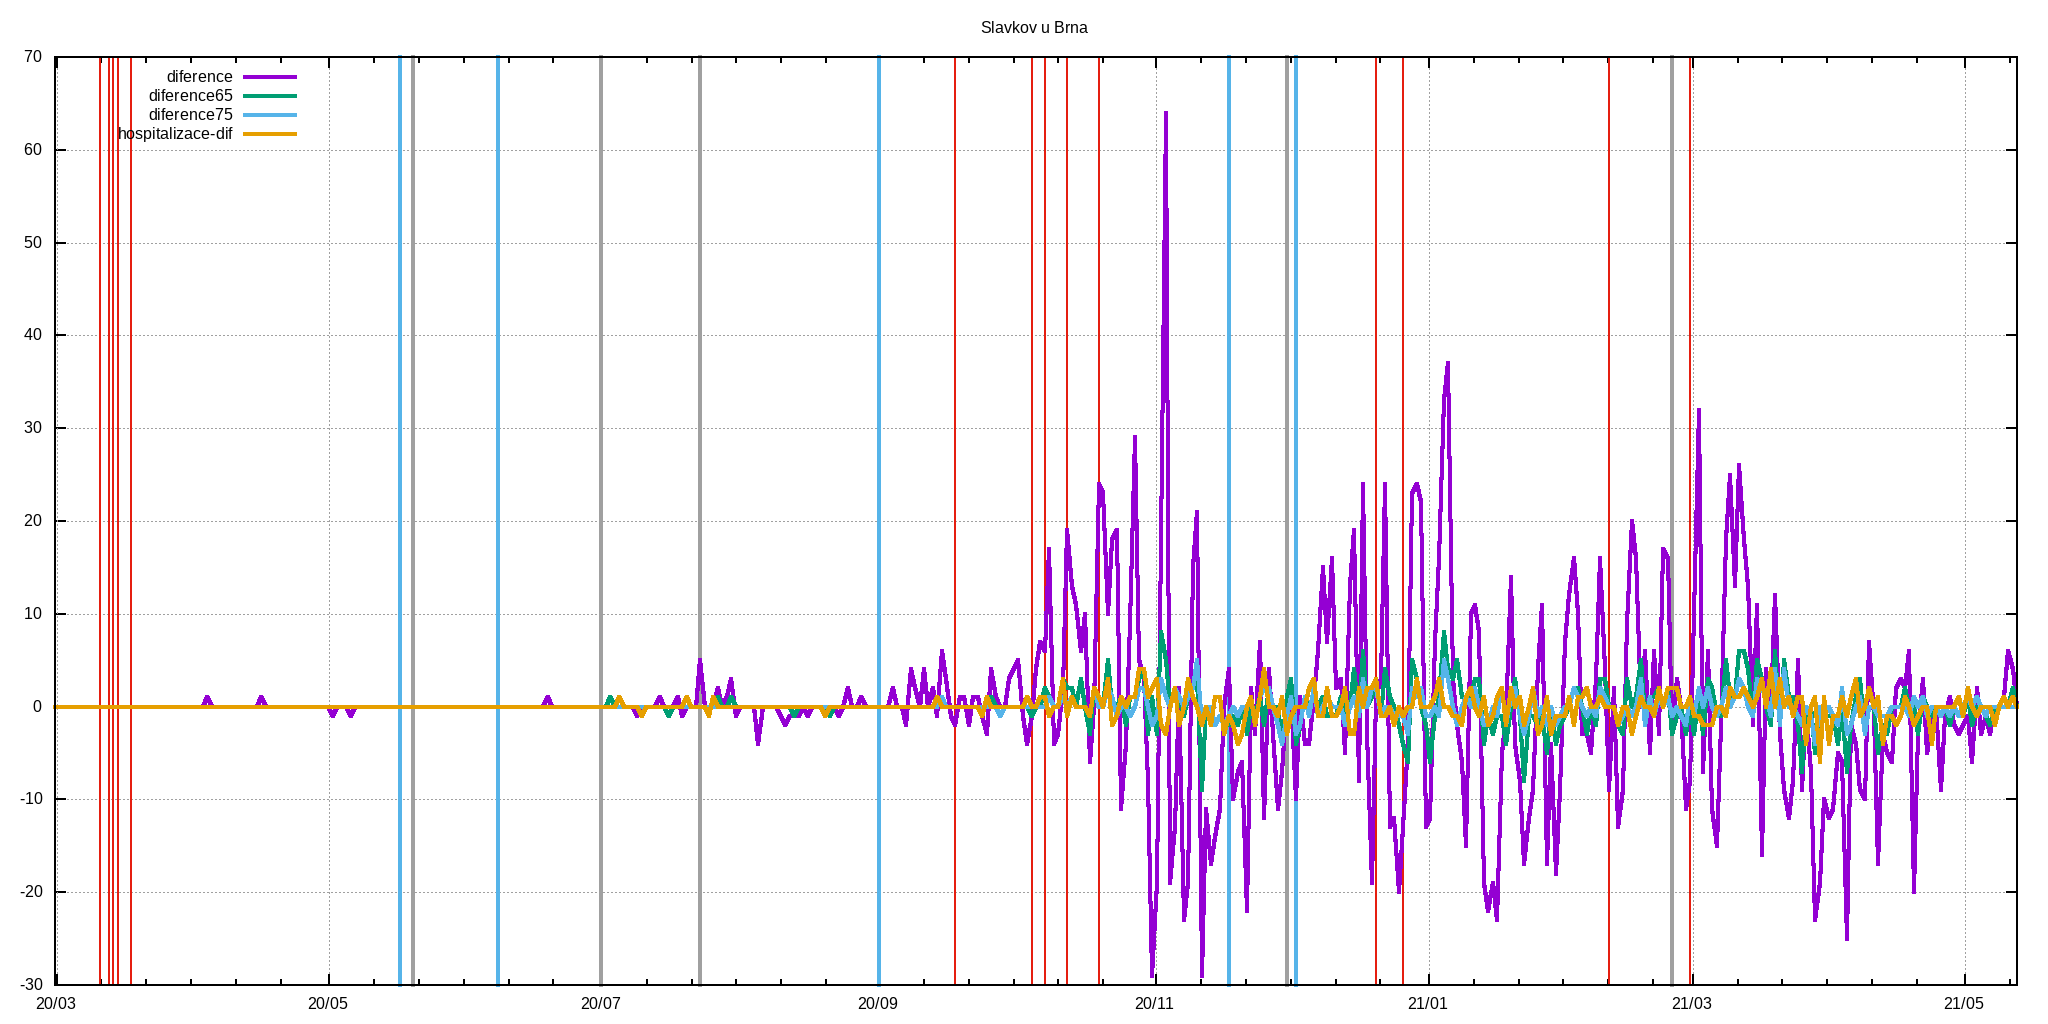 Slavkov u Brna
70
60
50
40
30
20
10
0
-10
-20
-30
diference
diference65
diference75
hospitalizace-dif
20/03 20/05 20/07 20/09 20/11 21/01 21/03 21/05